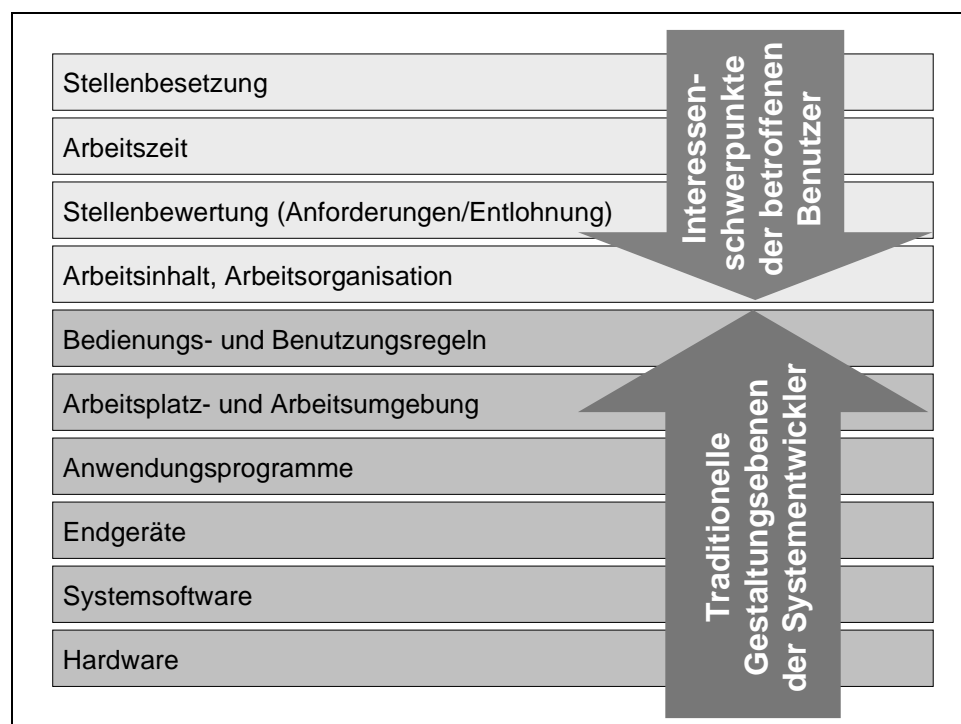 Stellenbesetzung
Arbeitszeit
Stellenbewertung (Anforderungen/Entlohnung)
Arbeitsinhalt, Arbeitsorganisation
Bedienungs- und Benutzungsregeln
Arbeitsplatz- und Arbeitsumgebung
Anwendungsprogramme
Endgeräte
Systemsoftware
Hardware
Interessen-
schwerpunkte
der betroffenen
Benutzer
Traditionelle
Gestaltungsebenen
der Systementwickler